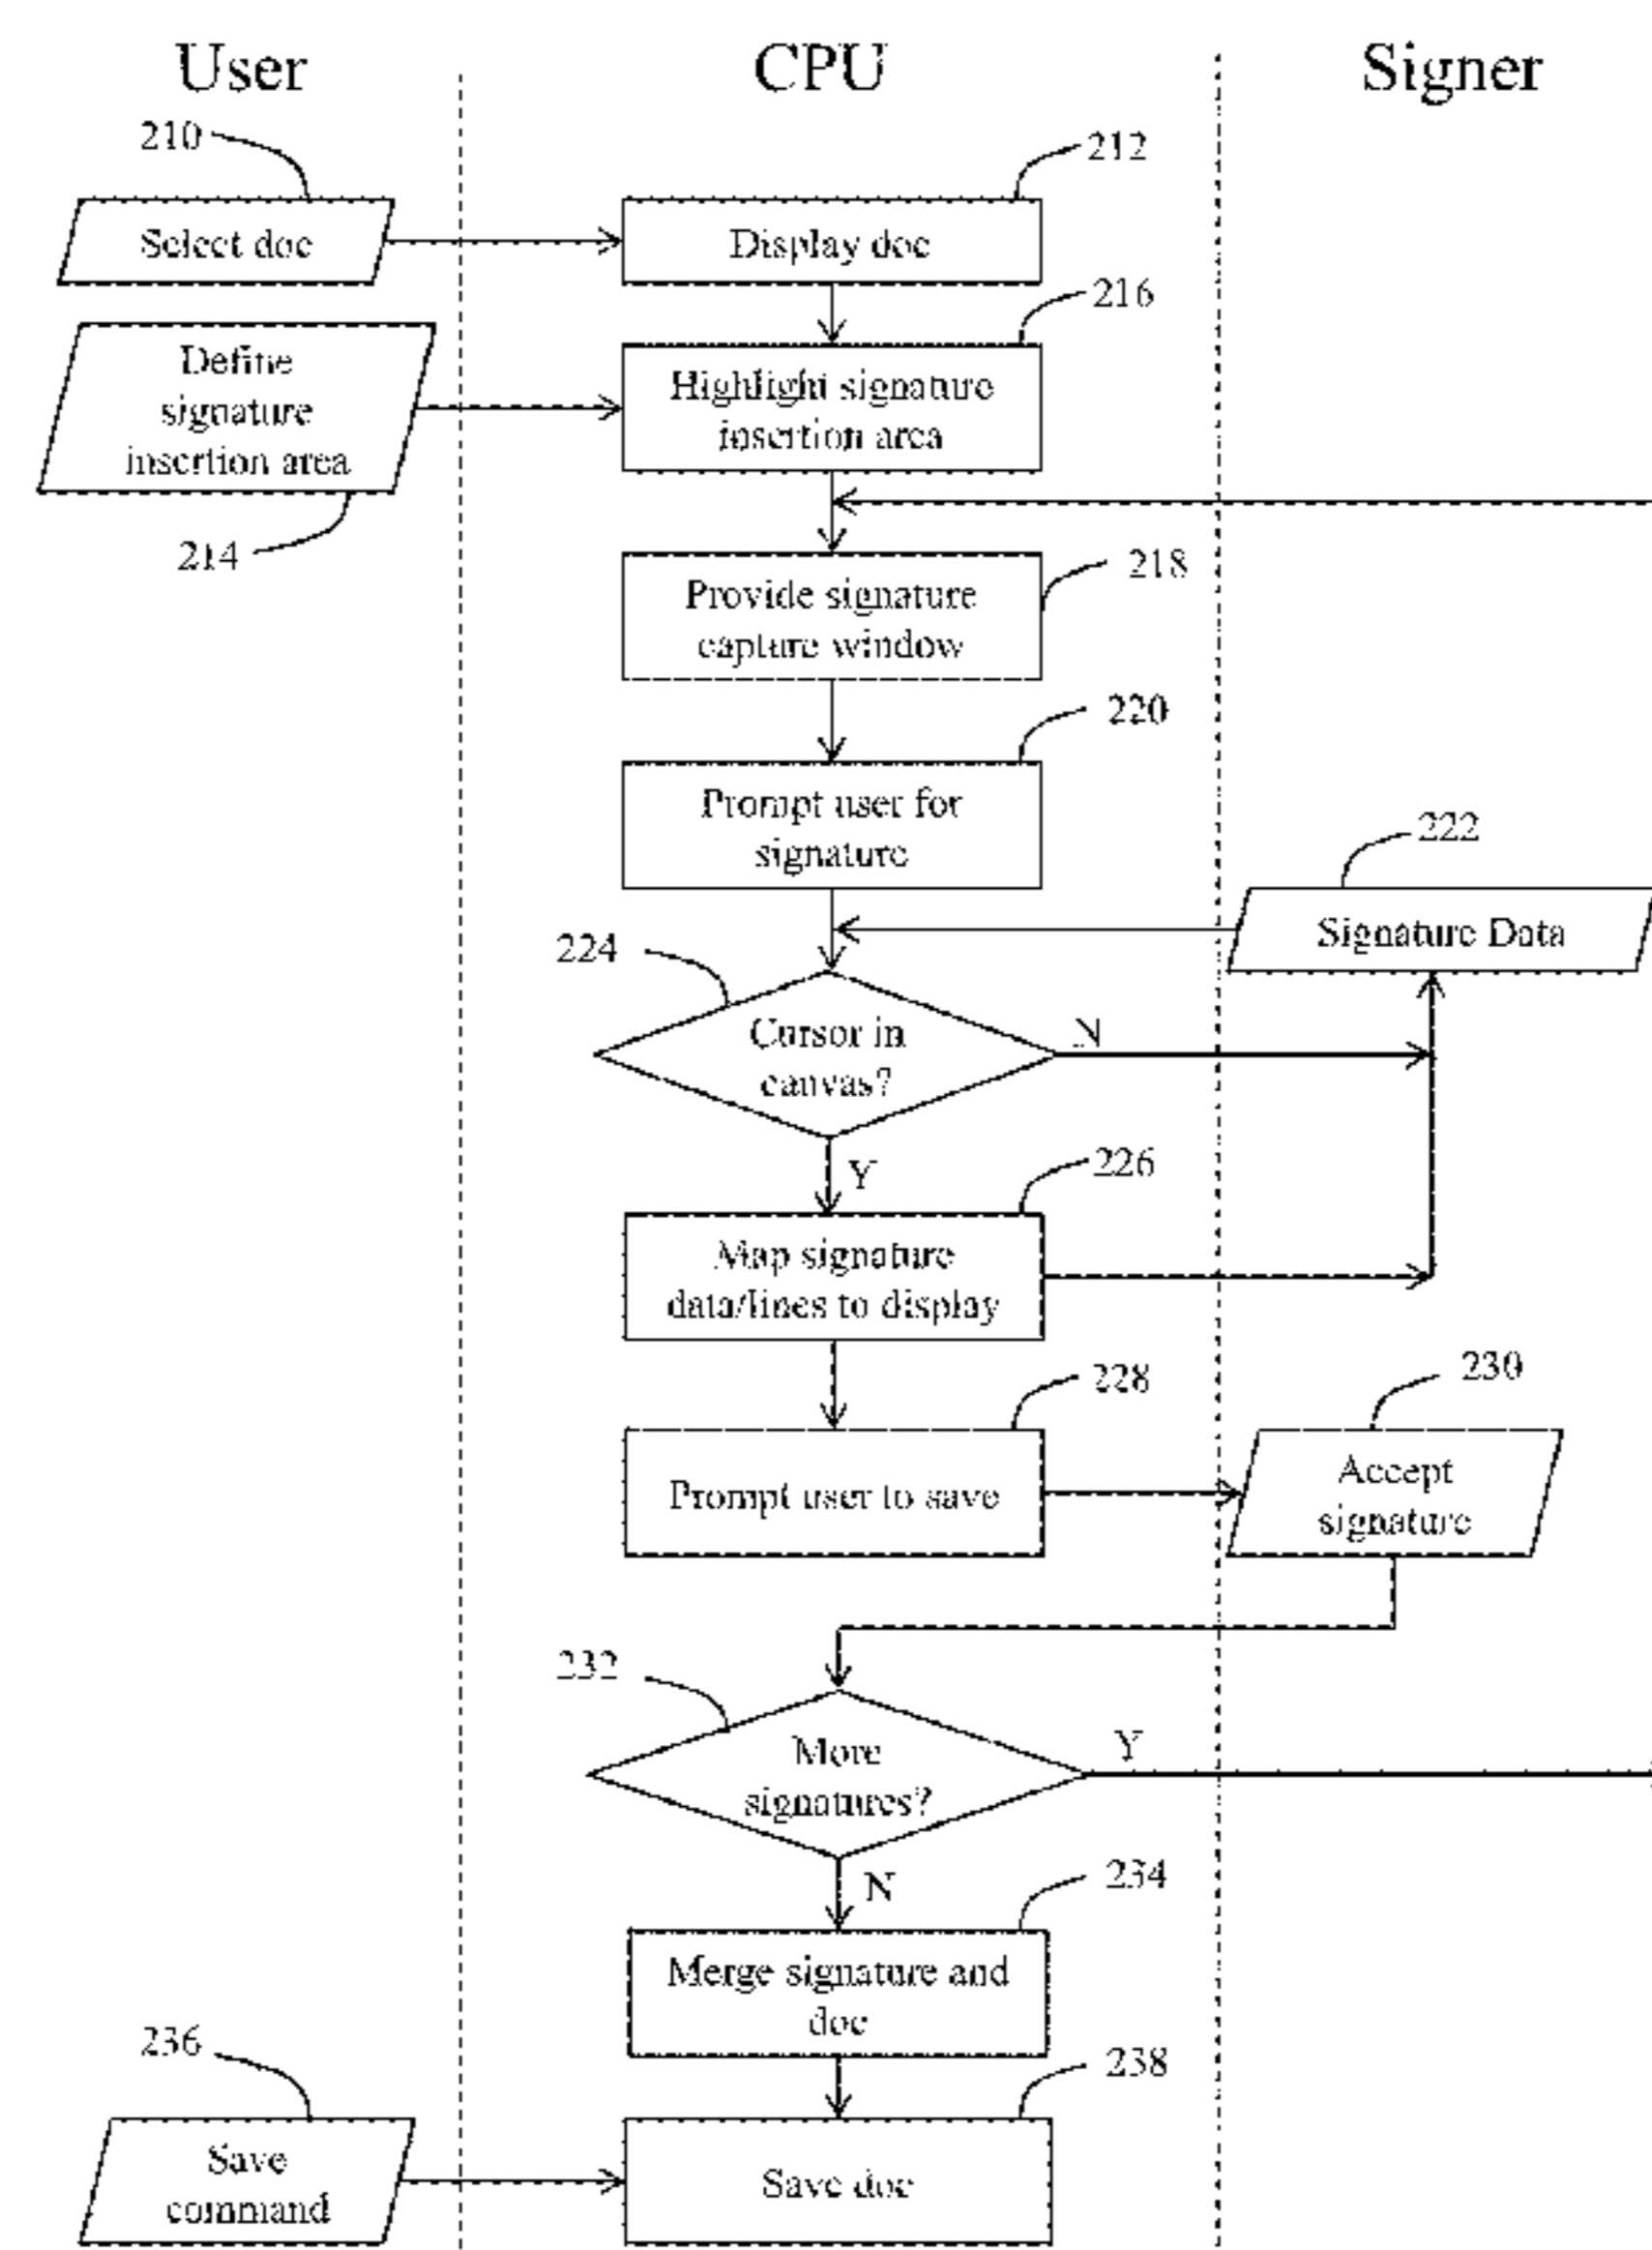 User
CPU
Signer
210
212
Select doc
Display doc
216
Define
signature
insertion area
Highlight signature
insertion area
214
218
Provide signature
capture window
220
Prompt user for
signature
222
Signature Data
224
Cursor in
canvas?
N
Y
226
Map signature
data/lines to display
228
230
Prompt user to save
Accept
signature
232
More
signatures?
Y
N
234
Merge signature and
doc
236
238
Save
command
Save doc